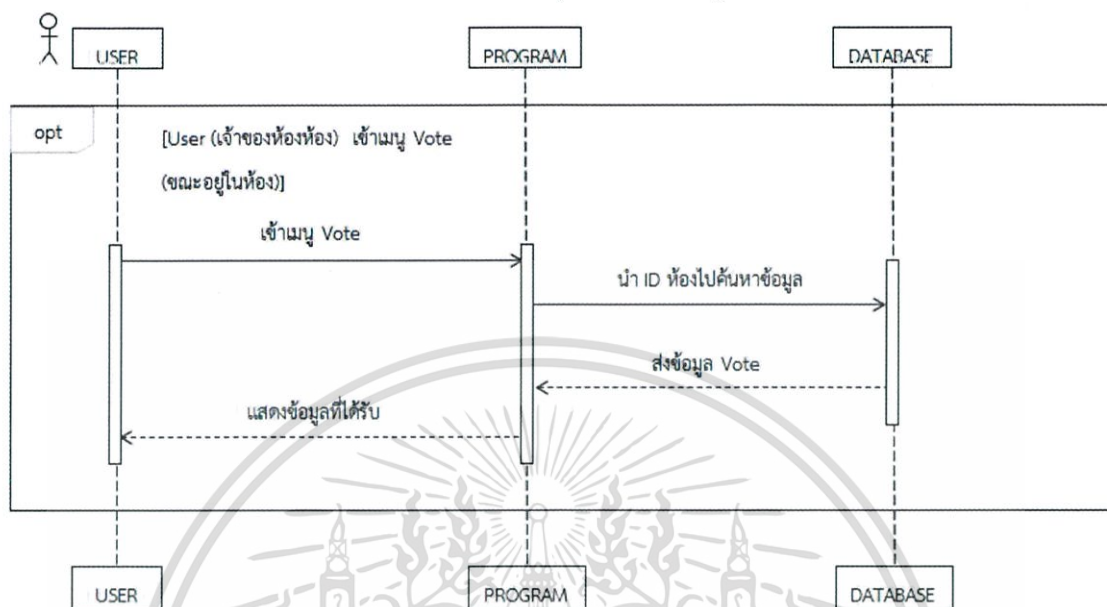 USER
PROGRAM
DATABASE
opt
[User (เจ้าของห้องห้อง) เข้าเมนู Vote
(ขณะอยู่ในห้อง)]
เข้าเมนู Vote
นำ ID ห้องไปค้นหาข้อมูล
ส่งข้อมูล Vote
แสดงข้อมูลที่ได้รับ
USER
PROGRAM
DATABASE